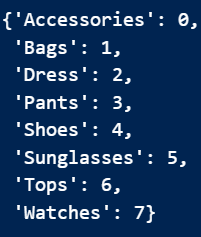 {'Accessories': 0,
'Bags': 1,
'Dress': 2,
'Pants': 3,
'Shoes': 4,
'Sunglasses': 5,
'Tops': 6,
'Watches': 7}